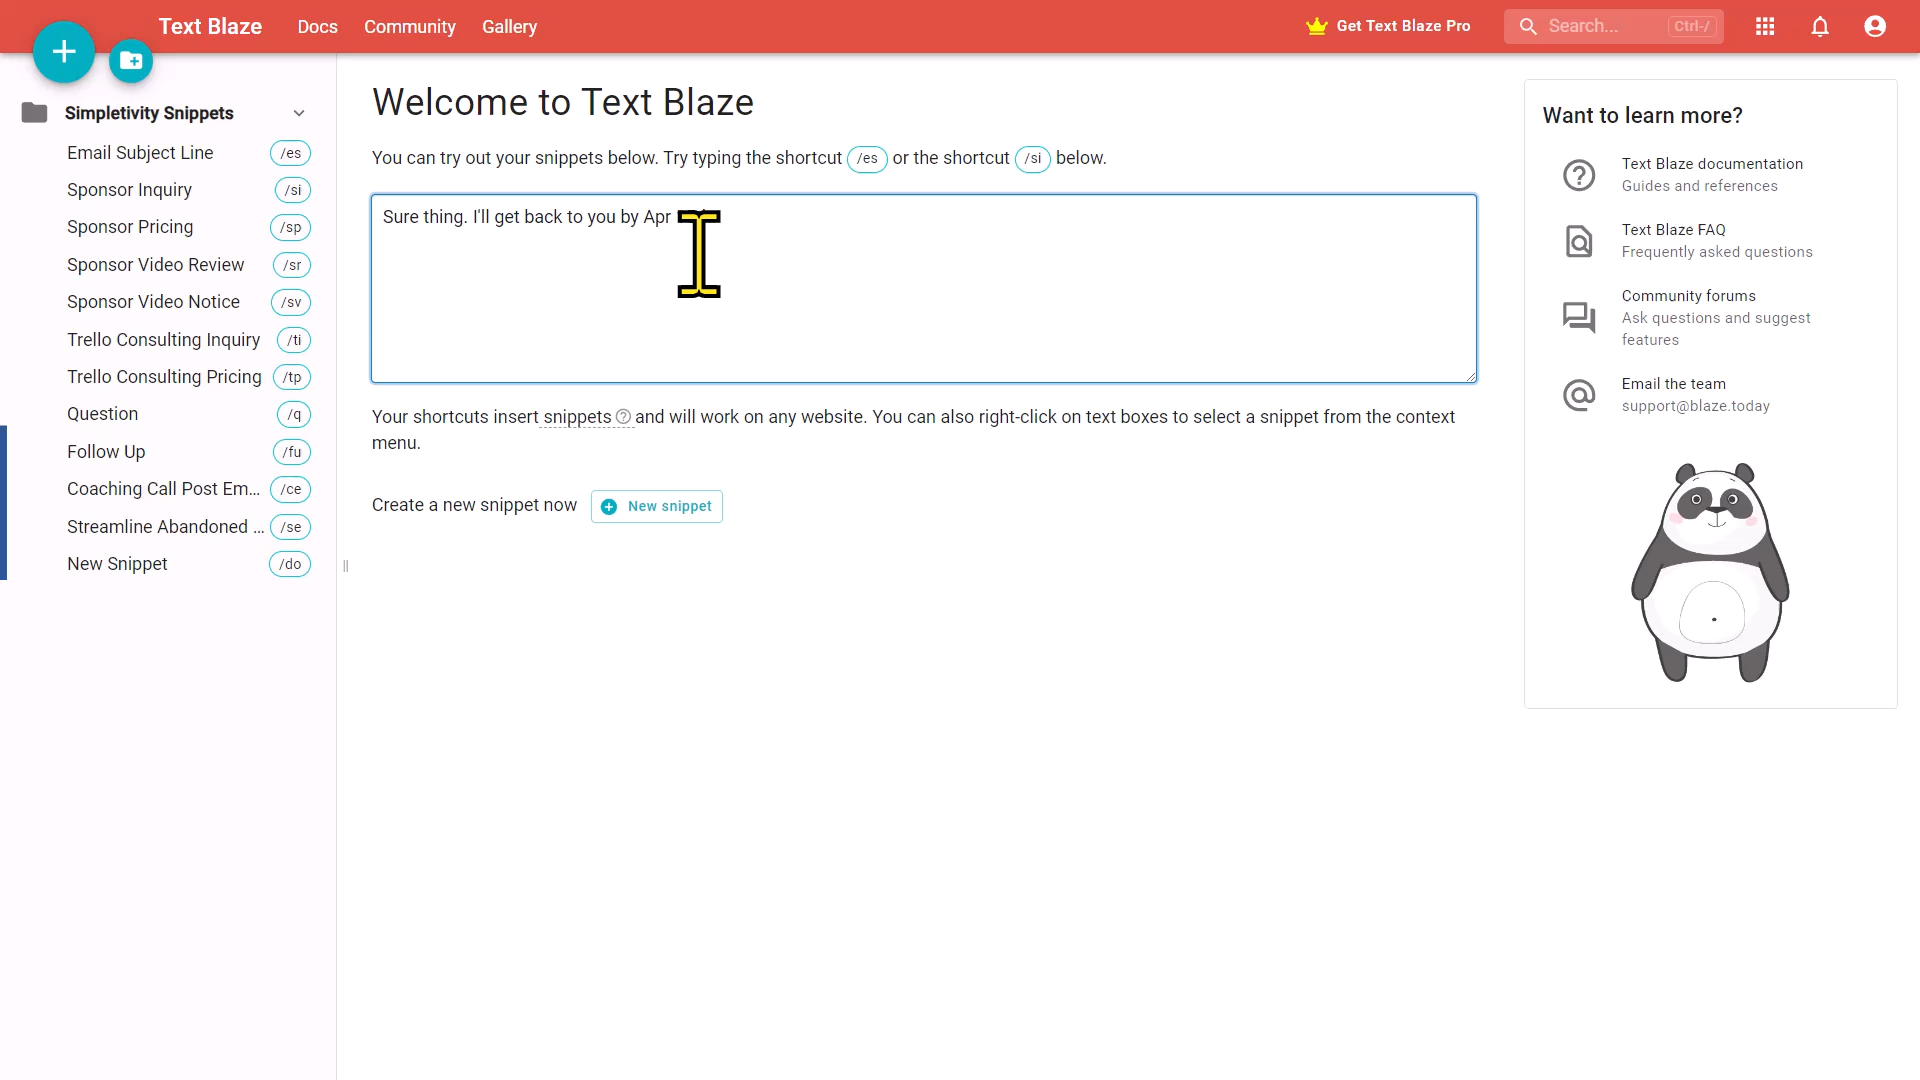 Text Blaze
Docs
Community
Gallery
Get Text Blaze Pro
Search...
Ctrl-/
Simpletivity Snippets
Email Subject Line /es
Sponsor Inquiry /si
Sponsor Pricing /sp
Sponsor Video Review /sr
Sponsor Video Notice /sv
Trello Consulting Inquiry /ti
Trello Consulting Pricing /tp
Question /q
Follow Up /fu
Coaching Call Post Em... /ce
Streamline Abandoned ... /se
New Snippet /do
Welcome to Text Blaze
You can try out your snippets below. Try typing the shortcut /es or the shortcut /si below.
Sure thing. I'll get back to you by Apr
Your shortcuts insert snippets and will work on any website. You can also right-click on text boxes to select a snippet from the context
menu.
Create a new snippet now
New snippet
Want to learn more?
Text Blaze documentation
Guides and references
Text Blaze FAQ
Frequently asked questions
Community forums
Ask questions and suggest
features
Email the team
support@blaze.today